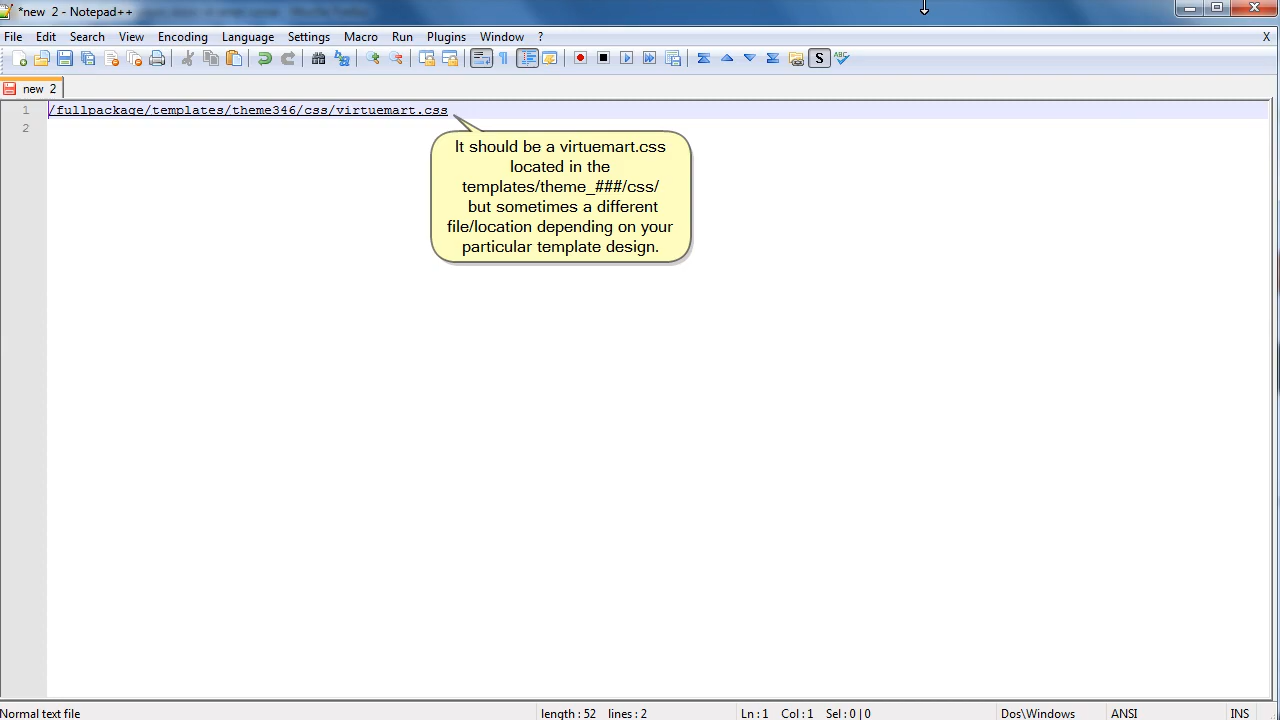 *new 2 - Notepad++
File Edit Search View Encoding Language Settings Macro Run Plugins Window ? X
S ABC
new 2
1 /fullpackage/templates/theme346/css/virtuemart.css
2
It should be a virtuemart.css
located in the
templates/theme_###/css/
but sometimes a different
file/location depending on your
particular template design.
Normal text file length : 52 lines : 2 Ln : 1 Col : 1 Sel : 0 | 0 Dos\Windows ANSI INS